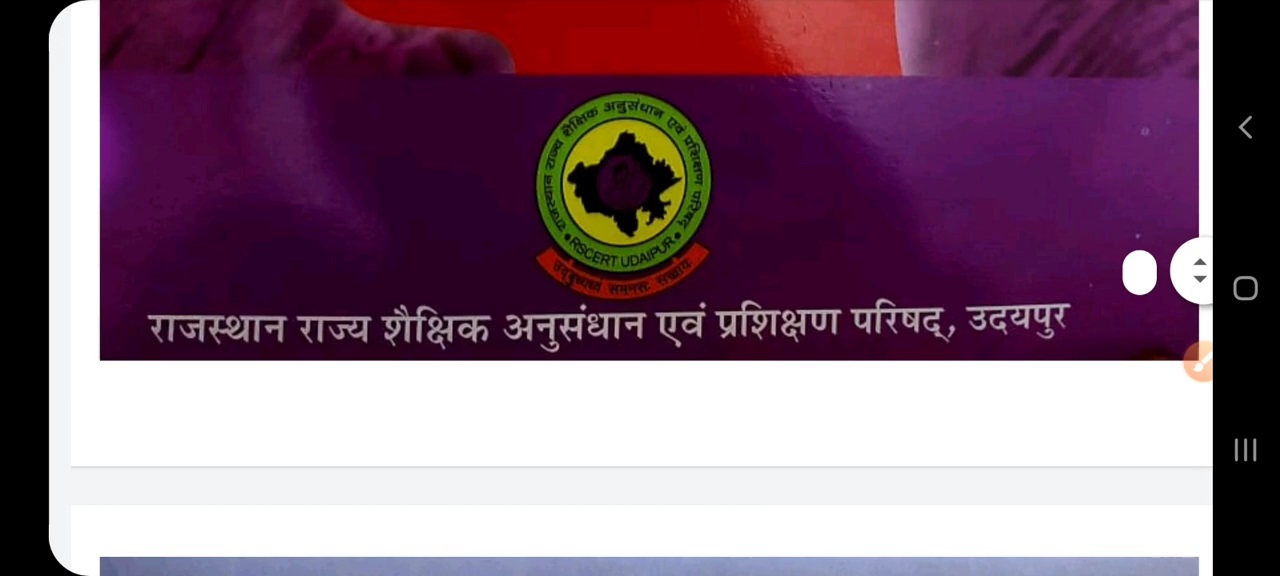 राजस्थान राज्य शैक्षिक अनुसंधान एवं प्रशिक्षण परिषद्
• RSCERT UDAIPUR •
राजस्थान राज्य शैक्षिक अनुसंधान एवं प्रशिक्षण परिषद्, उदयपुर